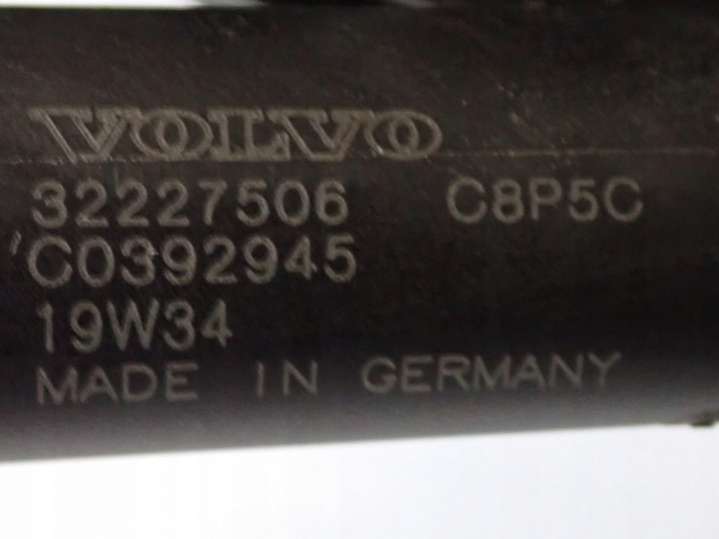 VOLVO
32227506 C8P5C
C0392945
19W34
MADE IN GERMANY